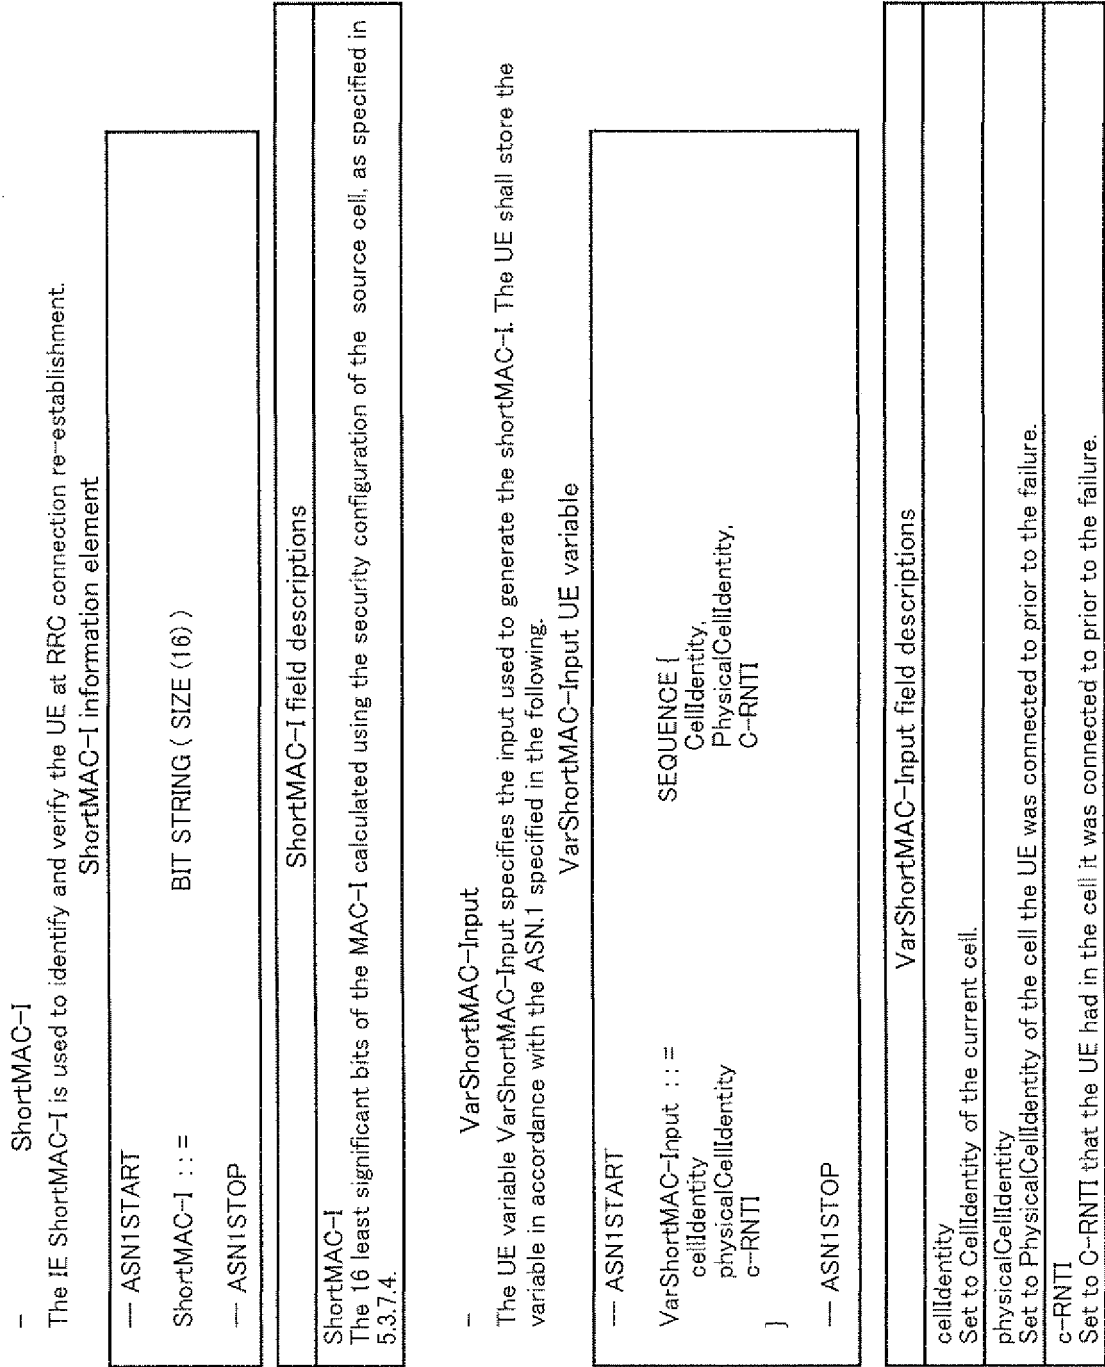 – ShortMAC-I
The IE ShortMAC-I is used to identify and verify the UE at RRC connection re-establishment.
ShortMAC-I information element
-- ASN1START
ShortMAC-I ::= BIT STRING ( SIZE (16) )
-- ASN1STOP
ShortMAC-I field descriptions
ShortMAC-I
The 16 least significant bits of the MAC-I calculated using the security configuration of the source cell, as specified in
5.3.7.4.
– VarShortMAC-Input
The UE variable VarShortMAC-Input specifies the input used to generate the shortMAC-I. The UE shall store the
variable in accordance with the ASN.1 specified in the following.
VarShortMAC-Input UE variable
-- ASN1START
VarShortMAC-Input ::= SEQUENCE {
cellIdentity CellIdentity,
physicalCellIdentity PhysicalCellIdentity,
c-RNTI C-RNTI
}
-- ASN1STOP
VarShortMAC-Input field descriptions
cellIdentity
Set to CellIdentity of the current cell.
physicalCellIdentity
Set to PhysicalCellIdentity of the cell the UE was connected to prior to the failure.
c-RNTI
Set to C-RNTI that the UE had in the cell it was connected to prior to the failure.